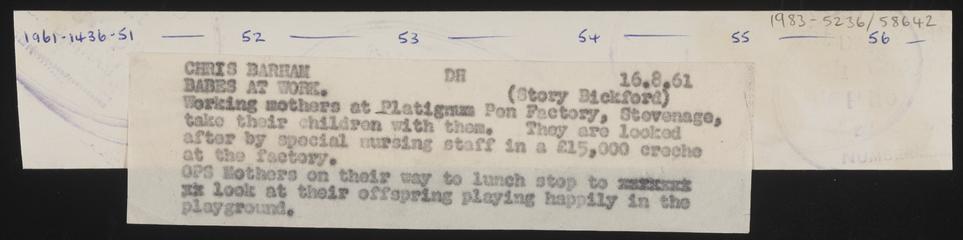 1983-5236/58642
1961-1436-51 — 52 — 53 — 54 — 55 — 56 –
CHRIS BARHAM DH 16.8.61
BABES AT WORK. (Story Bickford)
Working mothers at Platignum Pen Factory, Stevenage,
take their children with them. They are looked
after by special nursing staff in a £15,000 creche
at the factory.
OPS Mothers on their way to lunch stop to xxxxxxx
xx look at their offspring playing happily in the
playground.